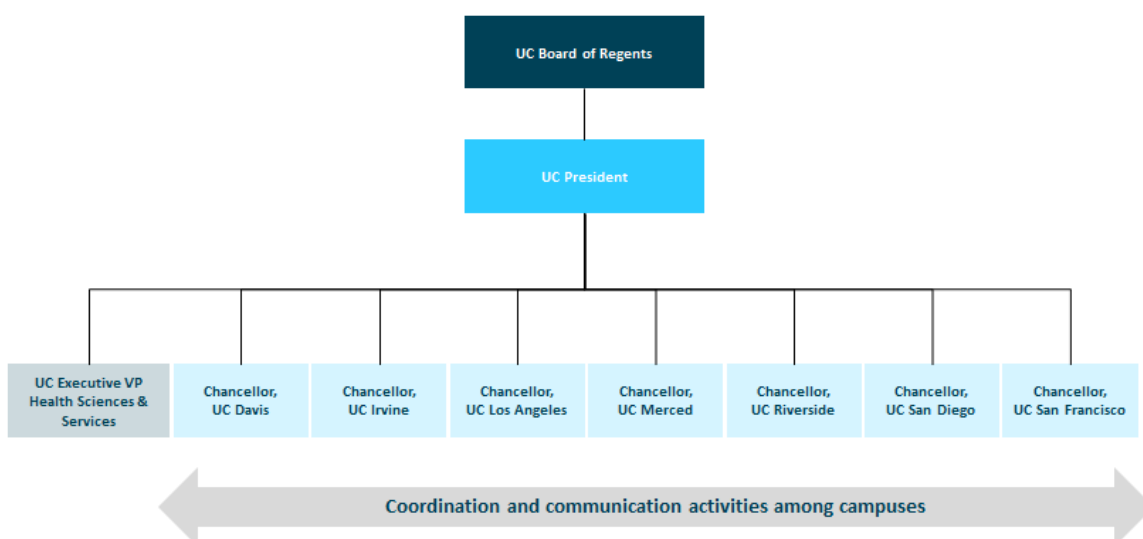 UC Board of Regents
UC President
UC Executive VP
Health Sciences &
Services
Chancellor,
UC Davis
Chancellor,
UC Irvine
Chancellor,
UC Los Angeles
Chancellor,
UC Merced
Chancellor,
UC Riverside
Chancellor,
UC San Diego
Chancellor,
UC San Francisco
Coordination and communication activities among campuses